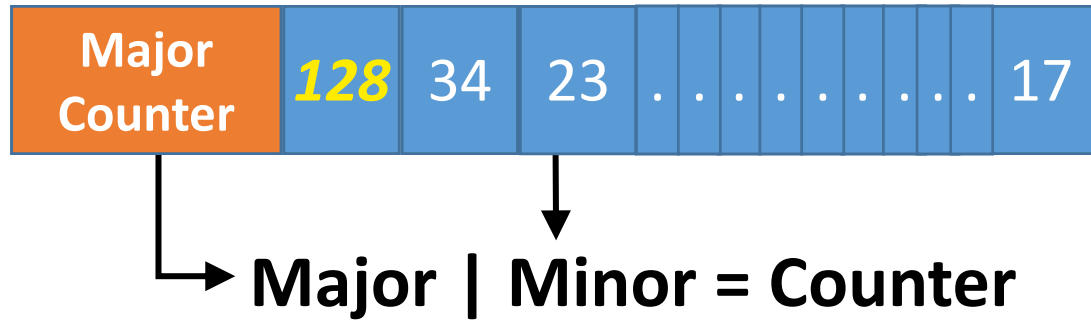 Major
Counter
128 34 23 . . . . . . . . . 17
Major | Minor = Counter